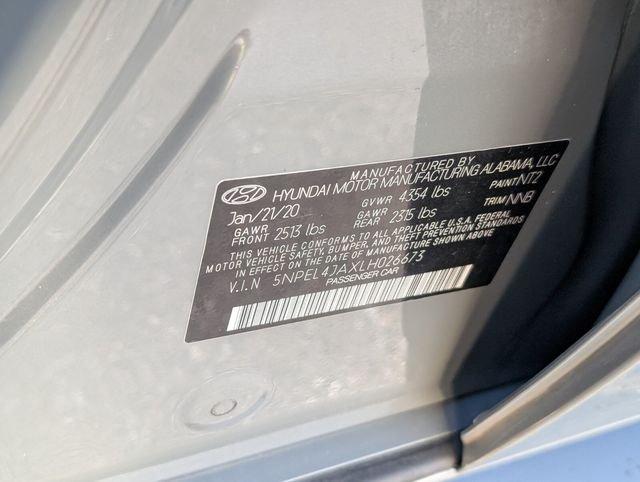 MANUFACTURED BY
HYUNDAI MOTOR MANUFACTURING ALABAMA, LLC
Jan/21/20 GVWR 4354 lbs PAINT NT2
GAWR FRONT 2513 lbs GAWR REAR 2315 lbs TRIM NNB
THIS VEHICLE CONFORMS TO ALL APPLICABLE U.S.A. FEDERAL
MOTOR VEHICLE SAFETY, BUMPER, AND THEFT PREVENTION STANDARDS
IN EFFECT ON THE DATE OF MANUFACTURE SHOWN ABOVE.
V.I.N 5NPEL4JAXLH026673
PASSENGER CAR